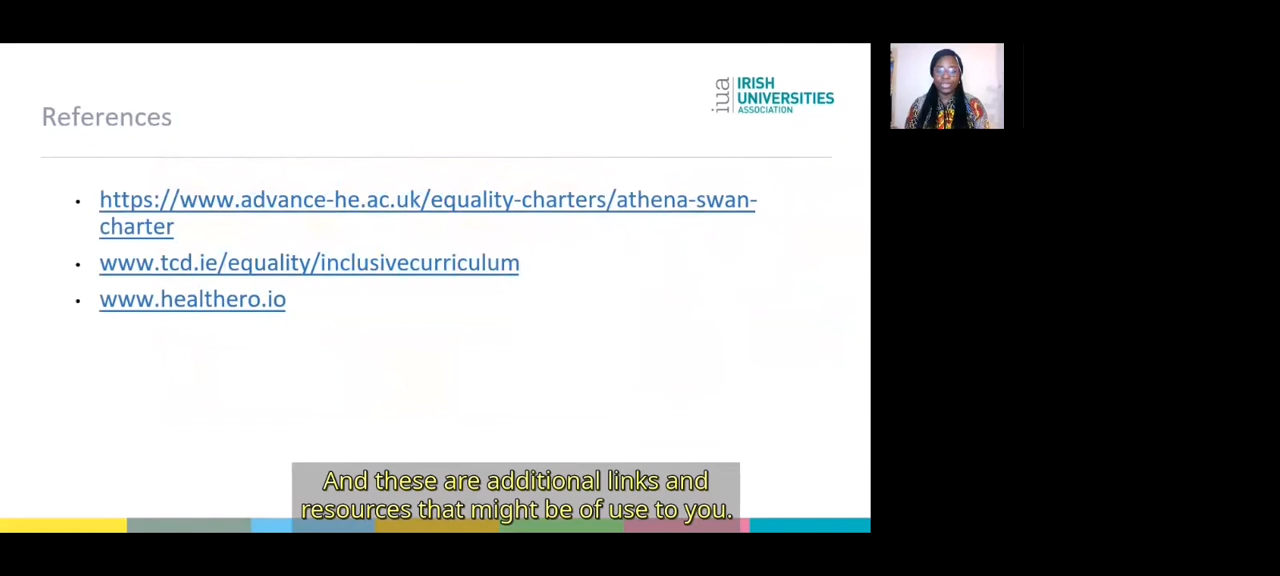 iua
IRISH
UNIVERSITIES
ASSOCIATION
References
https://www.advance-he.ac.uk/equality-charters/athena-swan-
charter
www.tcd.ie/equality/inclusivecurriculum
www.healthero.io
And these are additional links and
resources that might be of use to you.